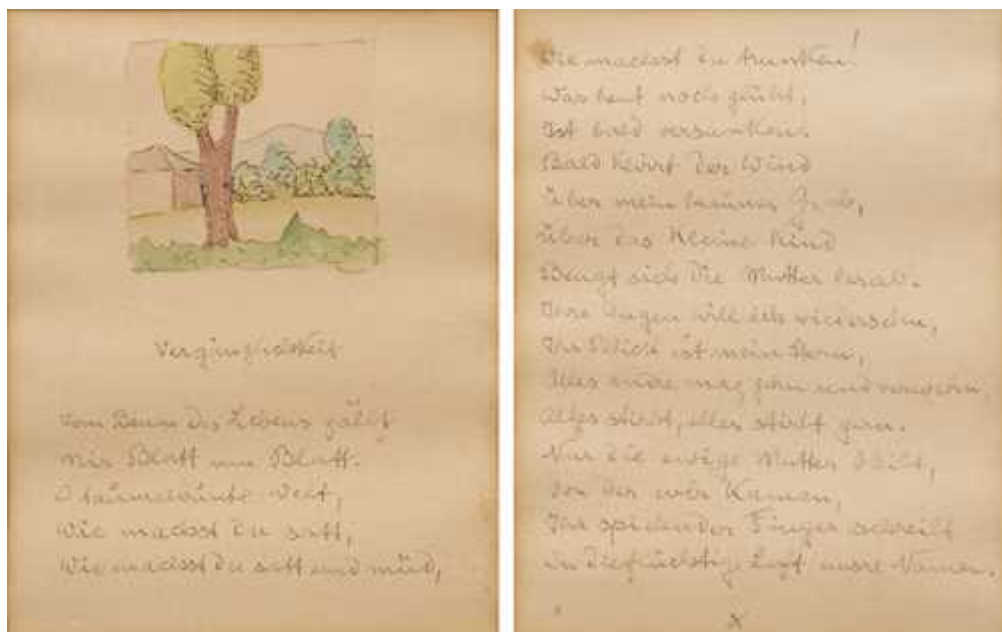 Vergänglichkeit
Vom Baum des Lebens fällt
Mir Blatt um Blatt.
O taumelbunte Welt,
Wie machst du satt,
Wie machst du satt und müd,
Wie machst du trunken!
Was heut noch glüht,
Ist bald versunken.
Bald klirrt der Wind
Über mein braunes Grab,
Über das kleine Kind
Beugt sich die Mutter herab.
Ihre Augen will ich wiedersehn,
Ihr Blick ist mein Stern,
Alles andre mag gehn und verwehn,
Alles stirbt, alles stirbt gern.
Nur die ewige Mutter bleibt,
Von der wir kamen,
Ihr spielender Finger schreibt
In die flüchtige Luft unsre Namen.